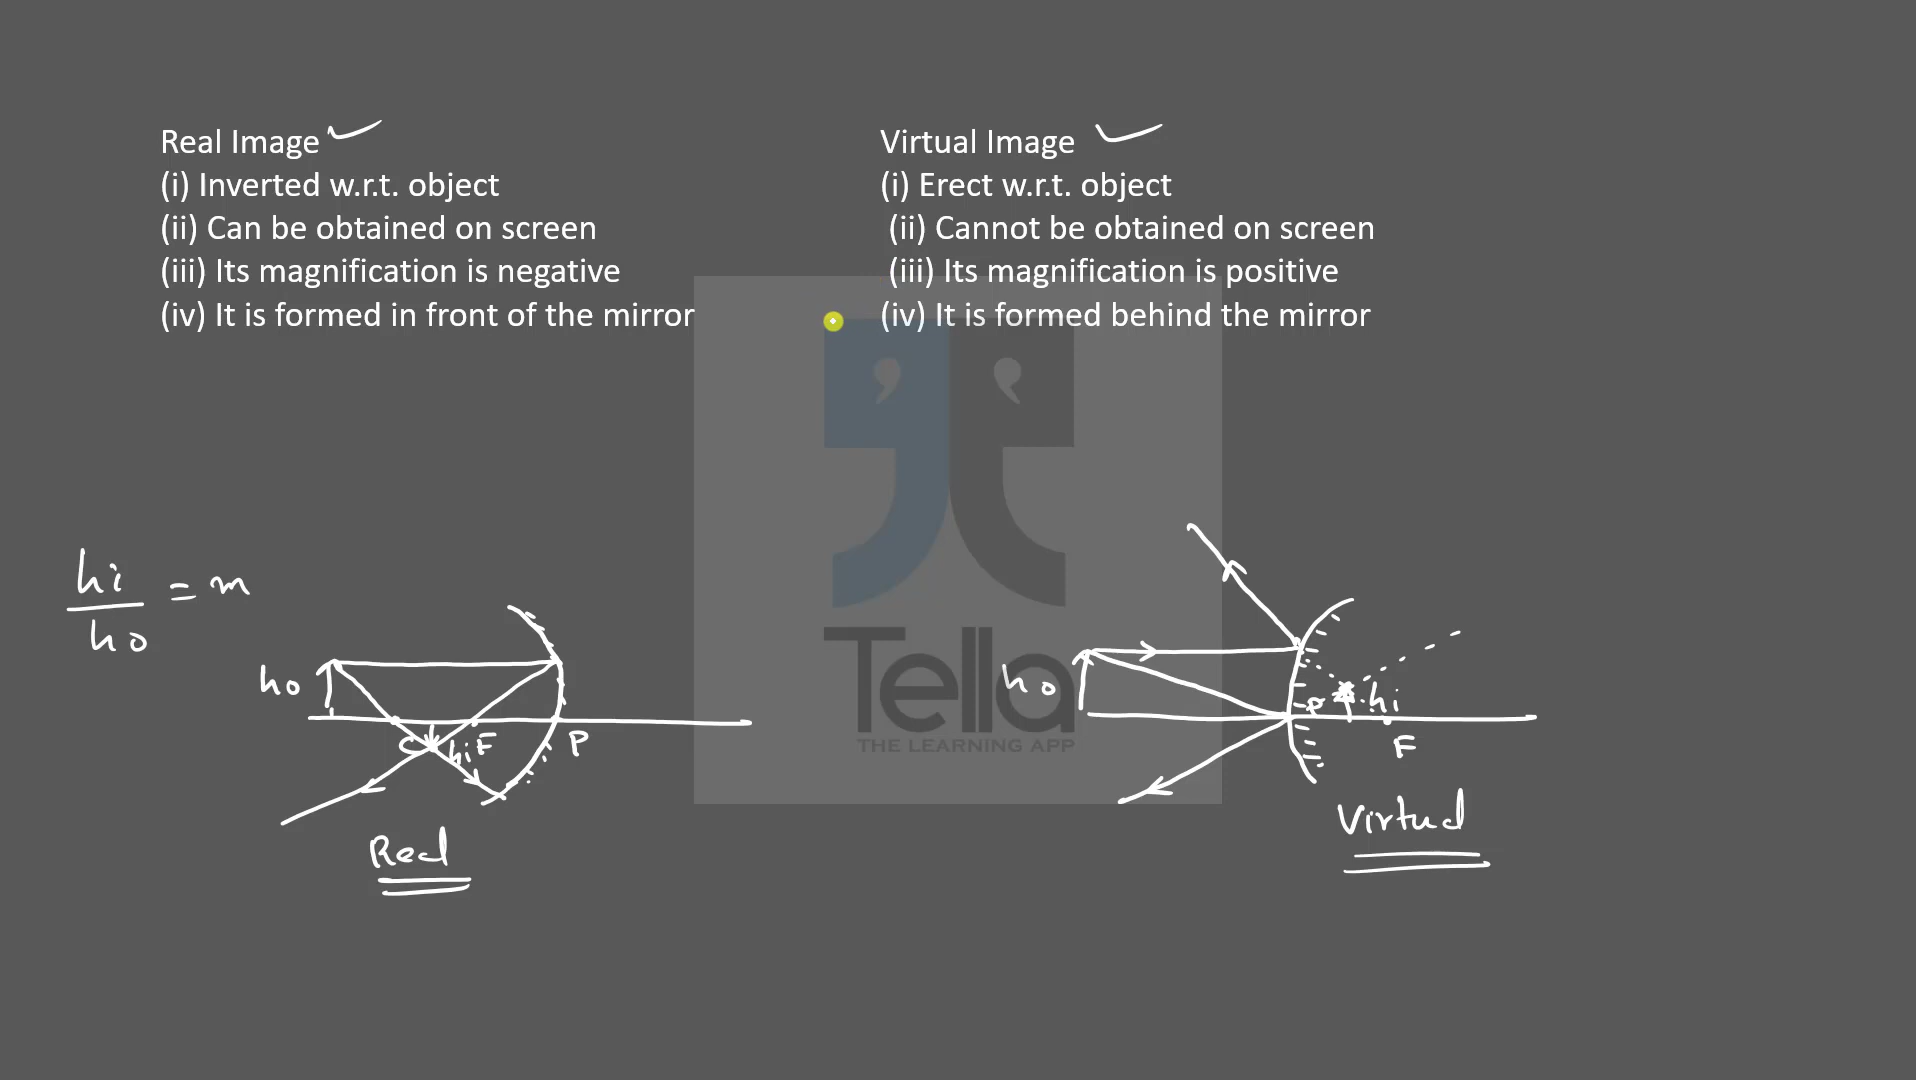 Real Image
(i) Inverted w.r.t. object
(ii) Can be obtained on screen
(iii) Its magnification is negative
(iv) It is formed in front of the mirror
Virtual Image
(i) Erect w.r.t. object
(ii) Cannot be obtained on screen
(iii) Its magnification is positive
(iv) It is formed behind the mirror
hi
ho
= m
ho
C
hi
F
P
Real
Tella
THE LEARNING APP
ho
P
hi
F
Virtual